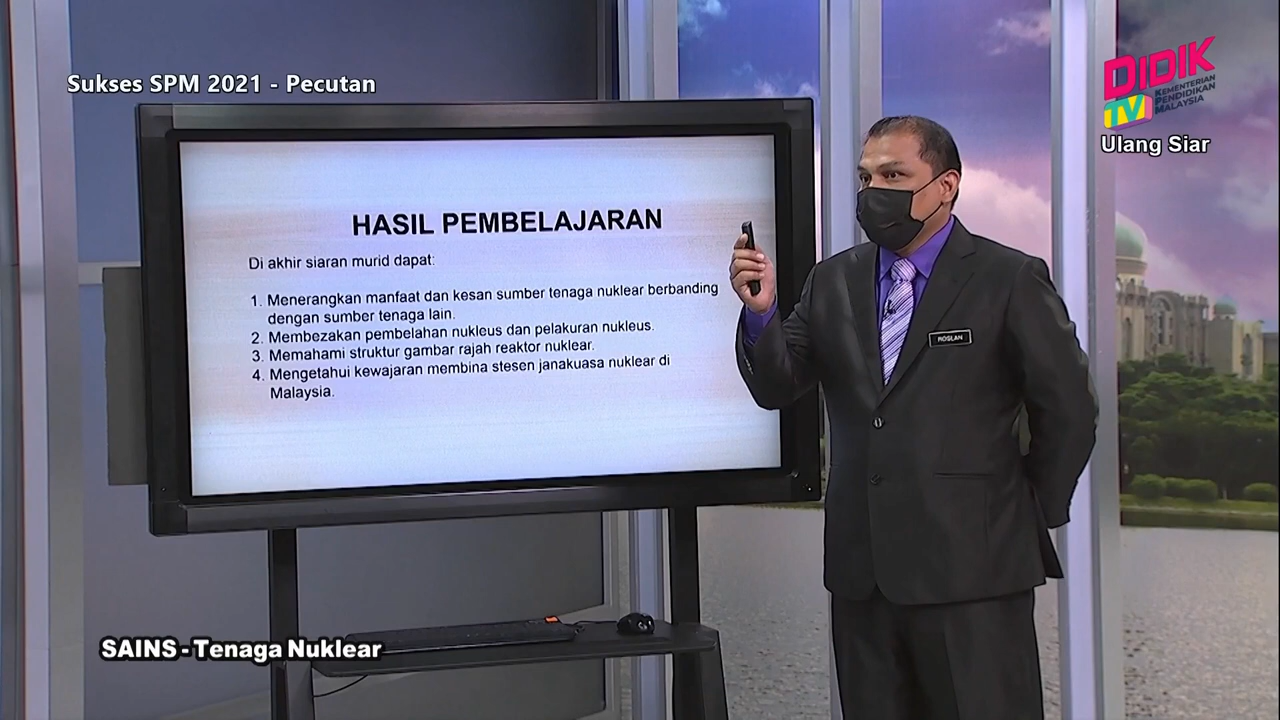 Sukses SPM 2021 - Pecutan
DIDIK
TV
KEMENTERIAN
PENDIDIKAN
MALAYSIA
Ulang Siar
HASIL PEMBELAJARAN
Di akhir siaran murid dapat:
1. Menerangkan manfaat dan kesan sumber tenaga nuklear berbanding
dengan sumber tenaga lain.
2. Membezakan pembelahan nukleus dan pelakuran nukleus.
3. Memahami struktur gambar rajah reaktor nuklear.
4. Mengetahui kewajaran membina stesen janakuasa nuklear di
Malaysia.
ROSLAN
SAINS - Tenaga Nuklear